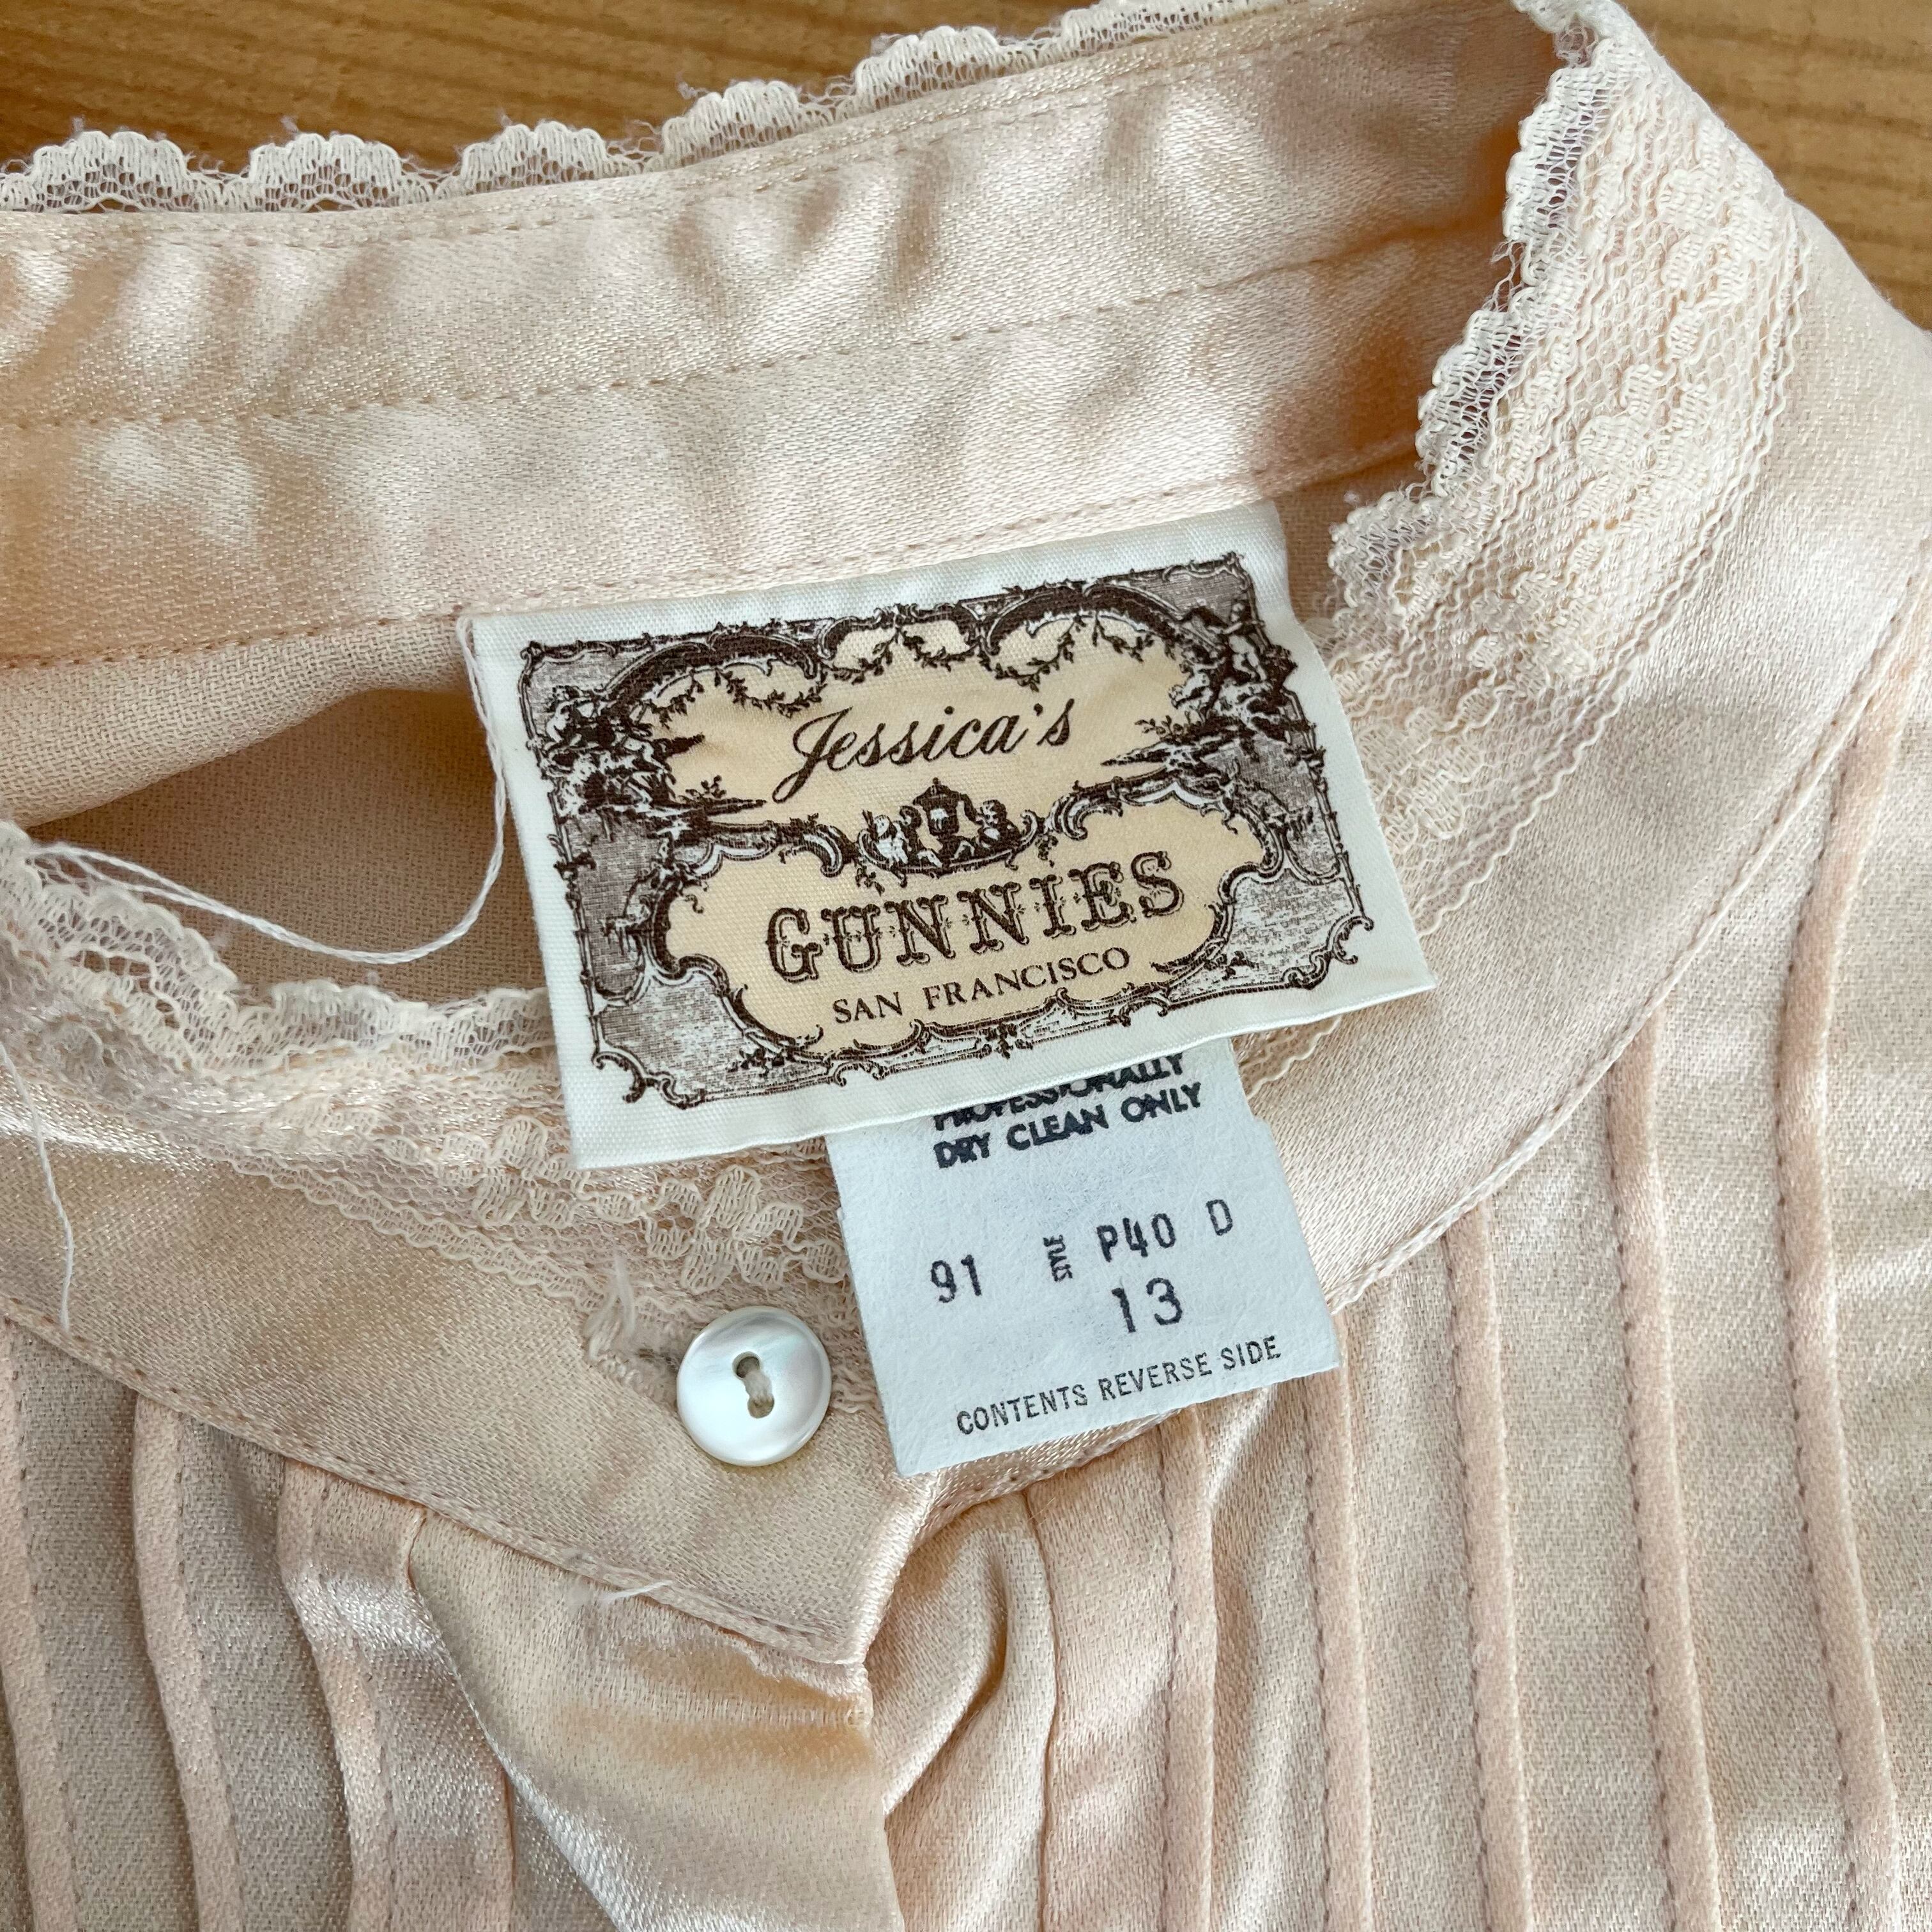 Jessica's
GUNNIES
SAN FRANCISCO
PROFESSIONALLY
DRY CLEAN ONLY
91 STYLE P40 D
13
CONTENTS REVERSE SIDE